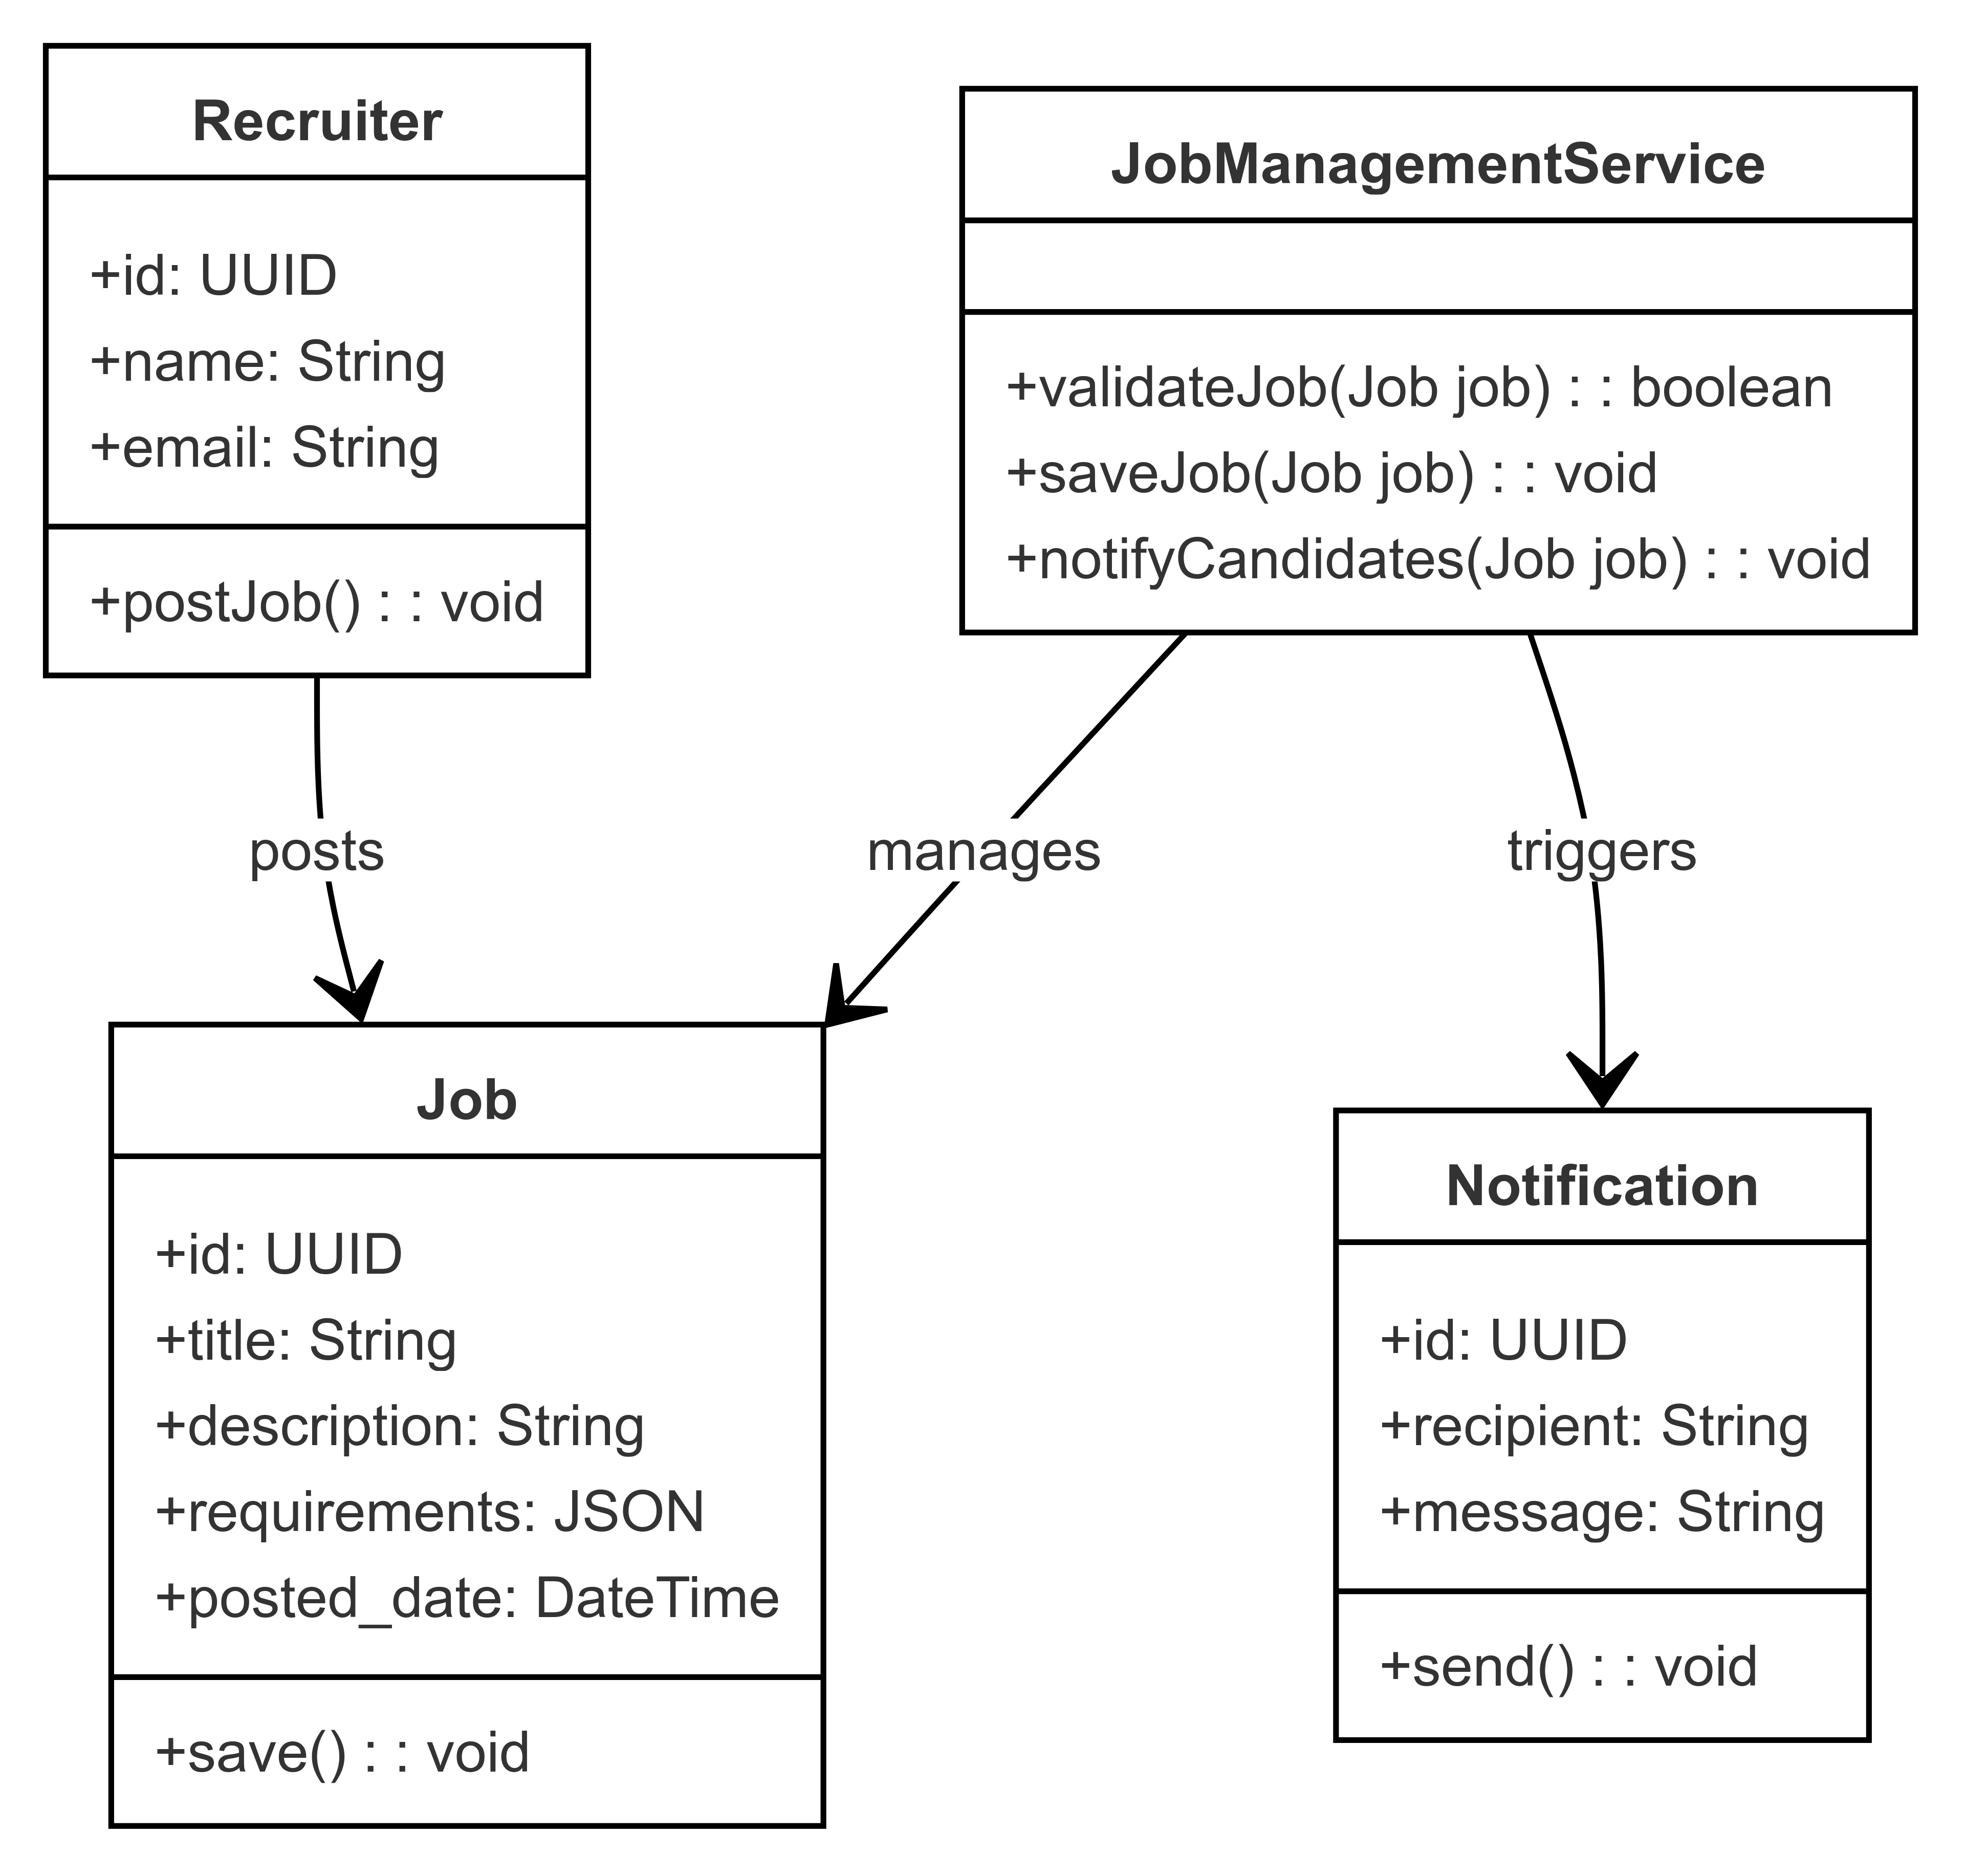 Recruiter
+id: UUID
+name: String
+email: String
+postJob() : : void
JobManagementService
+validateJob(Job job) : : boolean
+saveJob(Job job) : : void
+notifyCandidates(Job job) : : void
posts
manages
triggers
Job
+id: UUID
+title: String
+description: String
+requirements: JSON
+posted_date: DateTime
+save() : : void
Notification
+id: UUID
+recipient: String
+message: String
+send() : : void